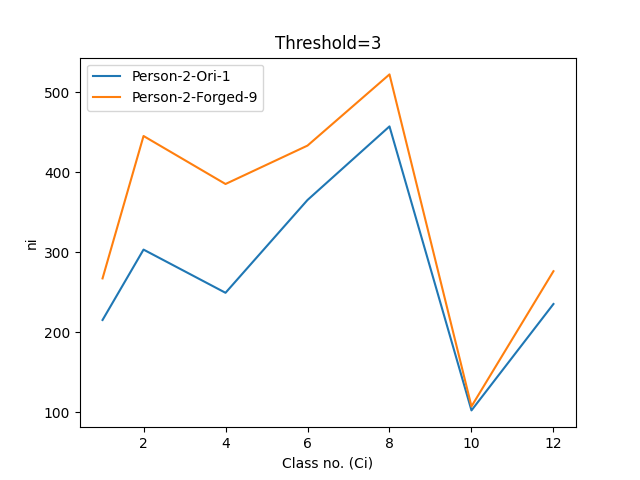 Threshold=3
Person-2-Ori-1
Person-2-Forged-9
500
400
300
200
100
ni
2 4 6 8 10 12
Class no. (Ci)